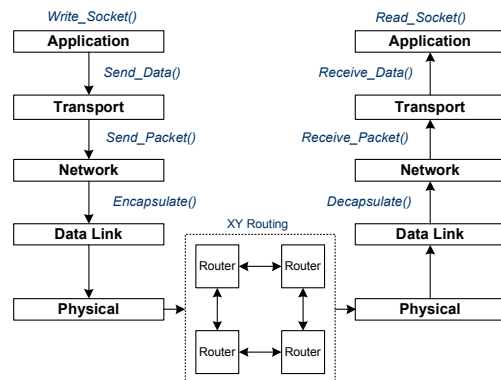 Write_Socket()
Application
Send_Data()
Transport
Send_Packet()
Network
Encapsulate()
Data Link
Physical
XY Routing
Router
Router
Router
Router
Read_Socket()
Application
Receive_Data()
Transport
Receive_Packet()
Network
Decapsulate()
Data Link
Physical